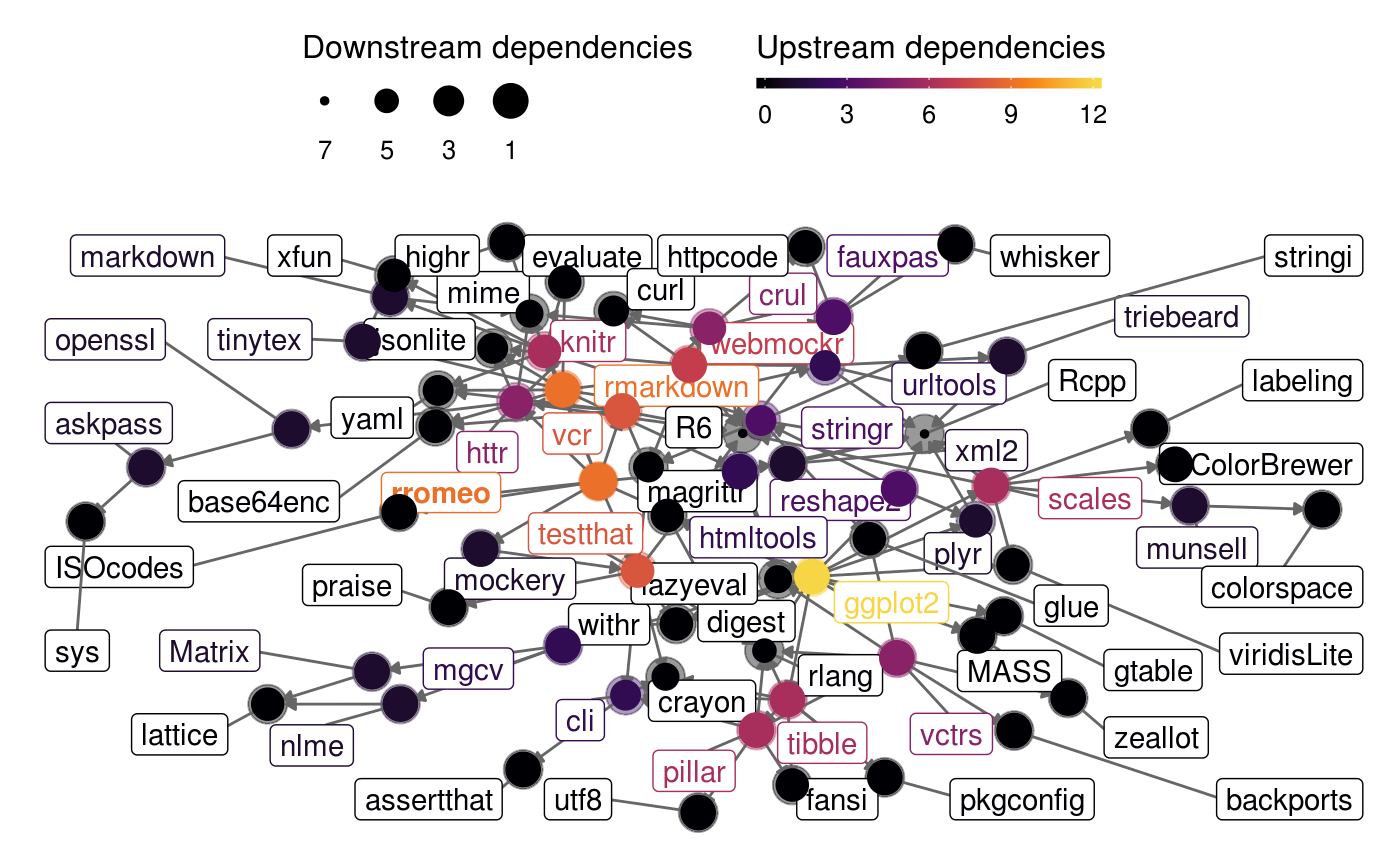 Downstream dependencies
Upstream dependencies
7 5 3 1
0 3 6 9 12
markdown
xfun
highr
evaluate
httpcode
fauxpas
whisker
stringi
mime
curl
crul
triebeard
openssl
tinytex
jsonlite
knitr
webmockr
urltools
Rcpp
labeling
rmarkdown
askpass
yaml
httr
vcr
R6
stringr
xml2
ColorBrewer
base64enc
rromeo
magrittr
reshape2
scales
ISOcodes
testthat
htmltools
plyr
munsell
praise
mockery
lazyeval
ggplot2
glue
colorspace
sys
Matrix
withr
digest
viridisLite
mgcv
rlang
MASS
gtable
lattice
nlme
cli
crayon
tibble
vctrs
zeallot
pillar
assertthat
utf8
fansi
pkgconfig
backports